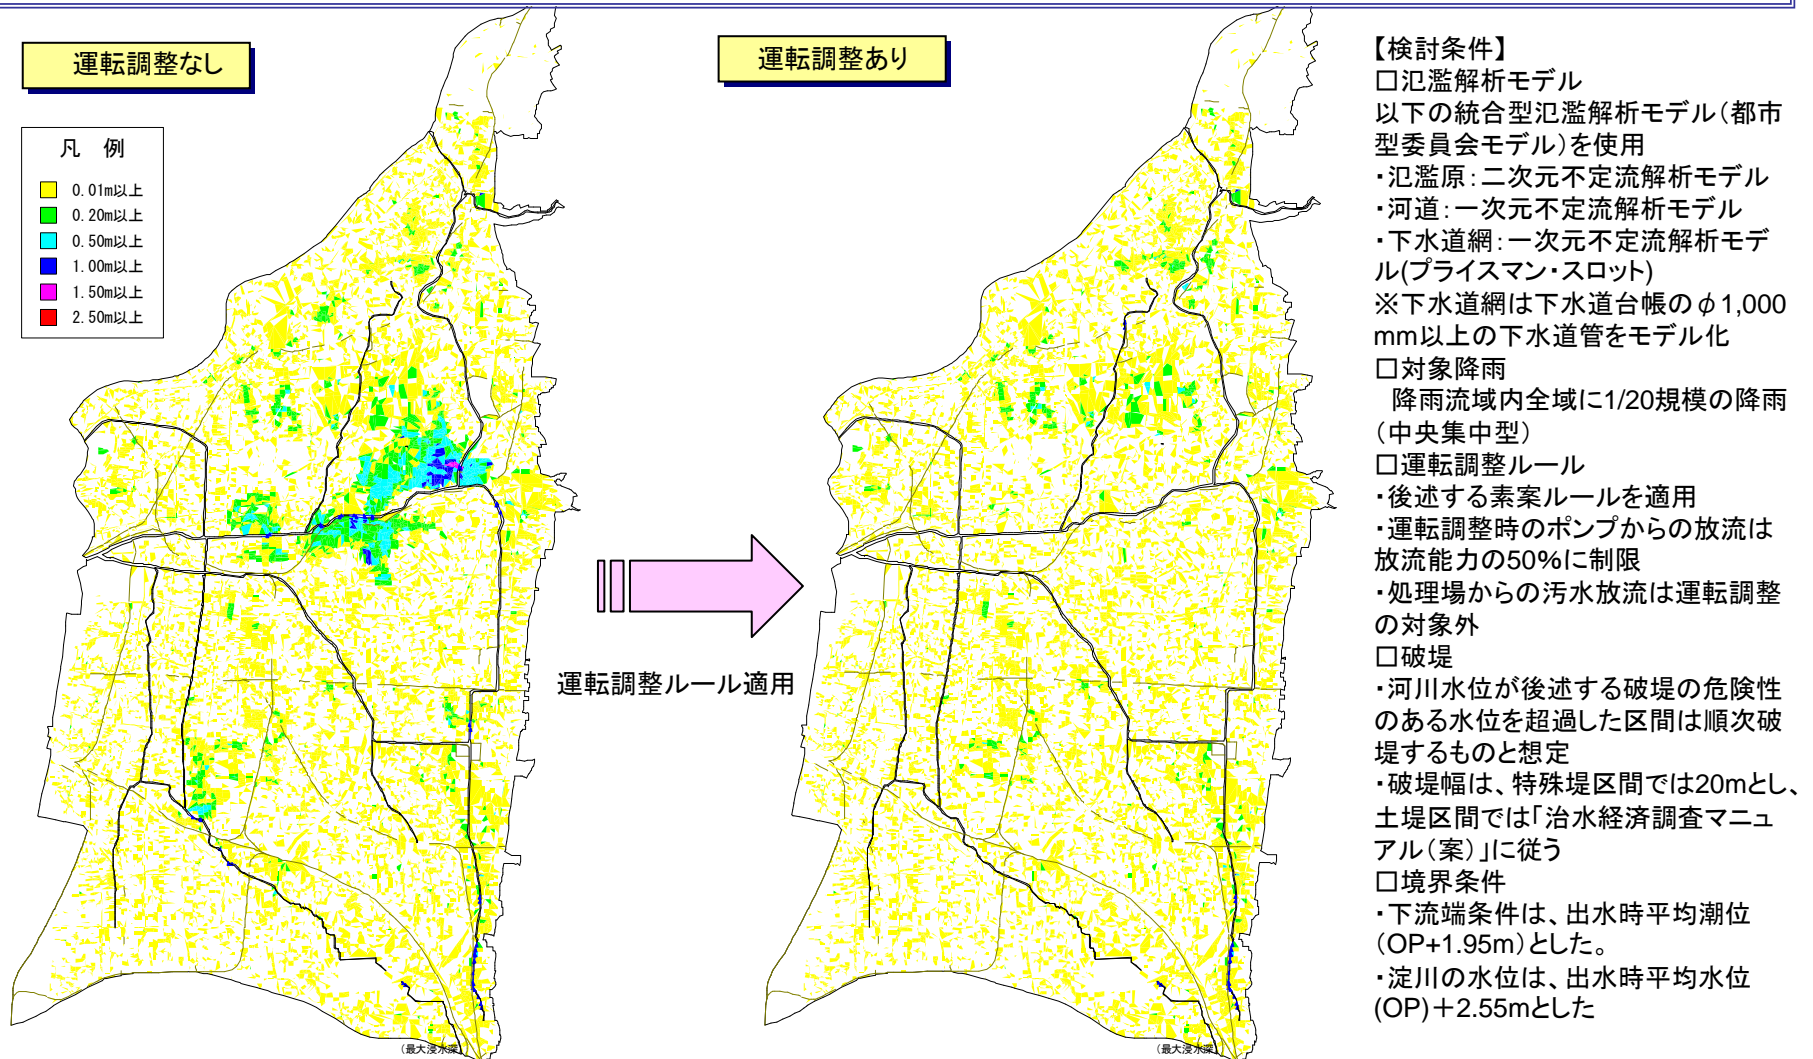 運転調整なし
凡　例
0.01m以上
0.20m以上
0.50m以上
1.00m以上
1.50m以上
2.50m以上
(最大浸水深)
運転調整ルール適用
運転調整あり
(最大浸水深)
【検討条件】
□氾濫解析モデル
以下の統合型氾濫解析モデル(都市
型委員会モデル)を使用
・氾濫原：二次元不定流解析モデル
・河道：一次元不定流解析モデル
・下水道網：一次元不定流解析モデ
ル(プライスマン・スロット)
※下水道網は下水道台帳のφ1,000
mm以上の下水道管をモデル化
□対象降雨
　降雨流域内全域に1/20規模の降雨
(中央集中型)
□運転調整ルール
・後述する素案ルールを適用
・運転調整時のポンプからの放流は
放流能力の50%に制限
・処理場からの汚水放流は運転調整
の対象外
□破堤
・河川水位が後述する破堤の危険性
のある水位を超過した区間は順次破
堤するものと想定
・破堤幅は、特殊堤区間では20mとし、
土堤区間では「治水経済調査マニュ
アル(案)」に従う
□境界条件
・下流端条件は、出水時平均潮位
(OP+1.95m)とした。
・淀川の水位は、出水時平均水位
(OP)＋2.55mとした